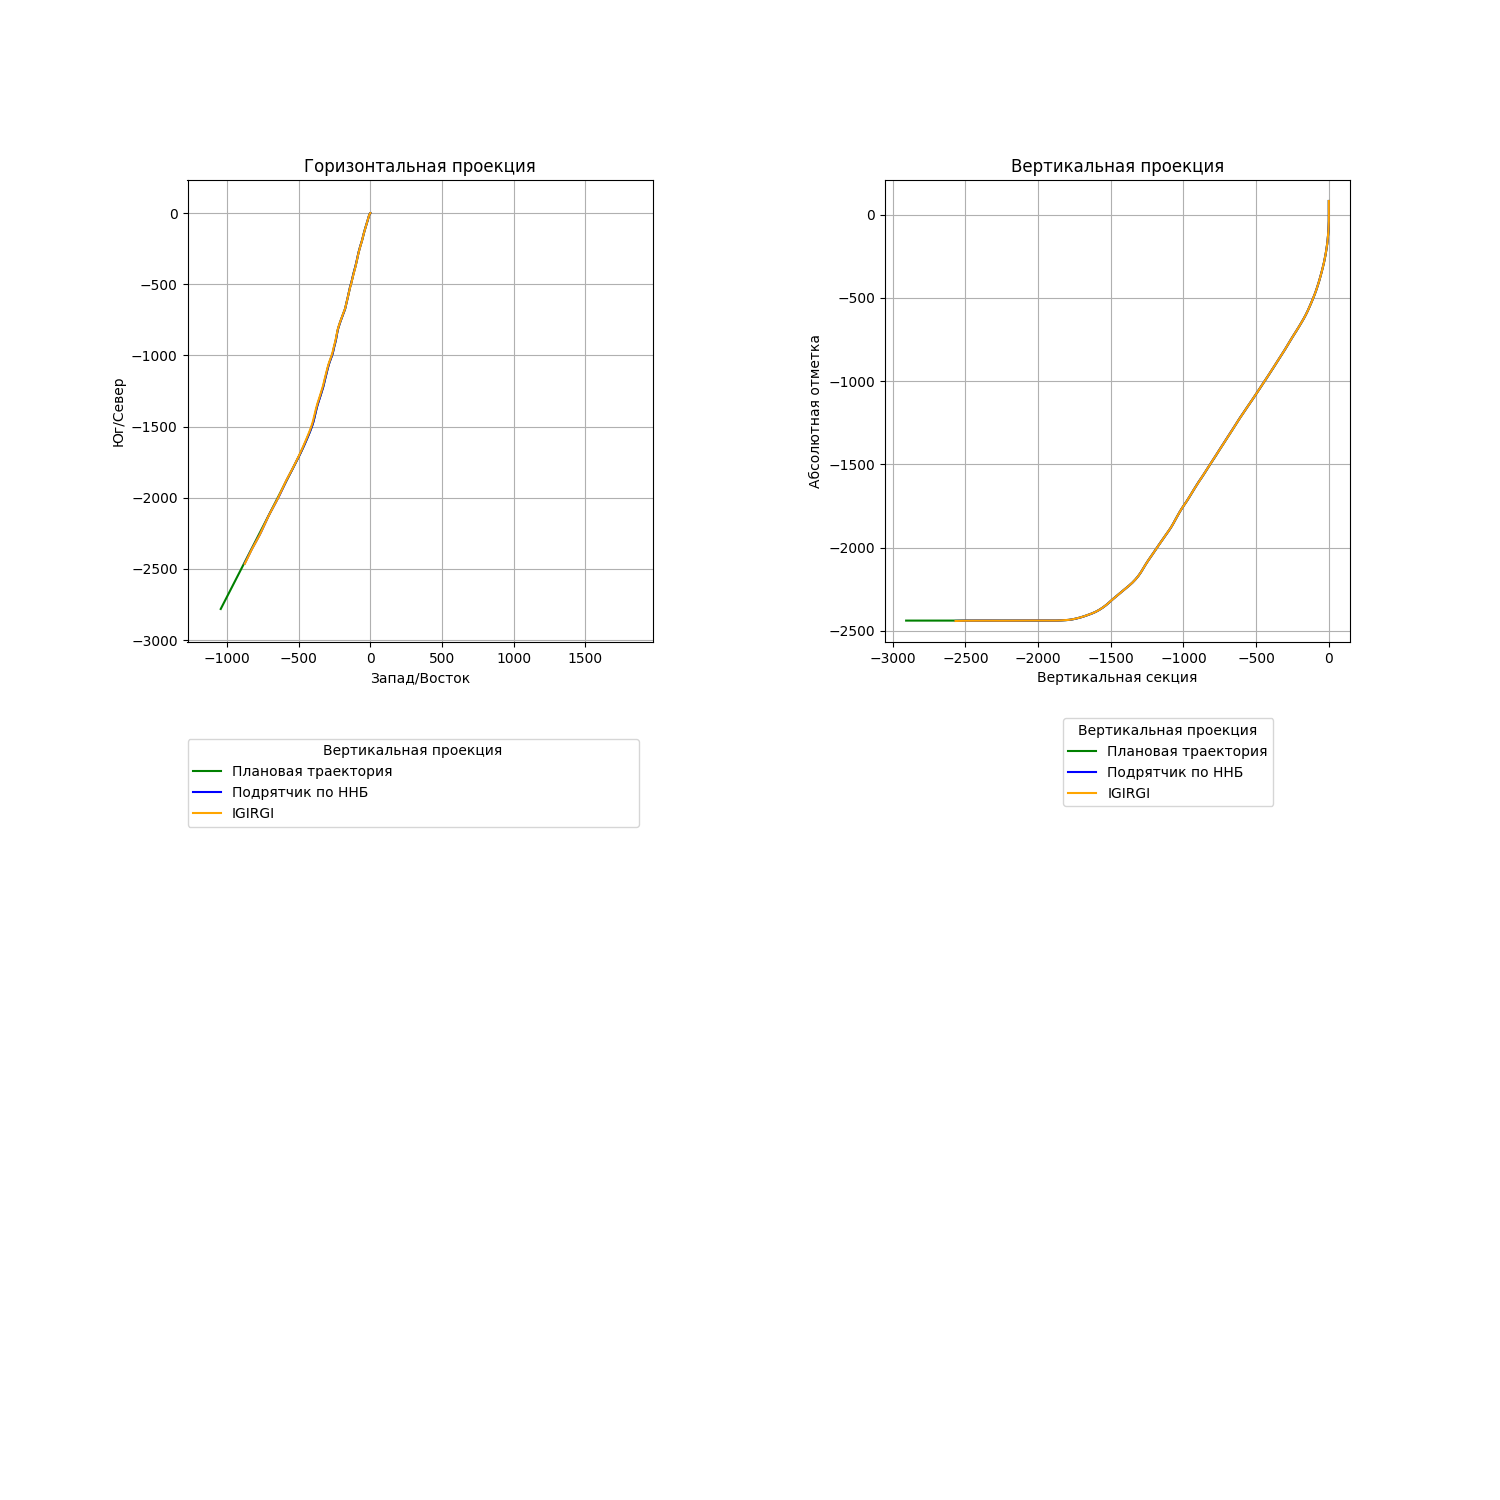 Горизонтальная проекция
0
−500
−1000
−1500
−2000
−2500
−3000
Юг/Север
−1000 −500 0 500 1000 1500
Запад/Восток
Вертикальная проекция
Плановая траектория
Подрятчик по ННБ
IGIRGI
Вертикальная проекция
0
−500
−1000
−1500
−2000
−2500
Абсолютная отметка
−3000 −2500 −2000 −1500 −1000 −500 0
Вертикальная секция
Вертикальная проекция
Плановая траектория
Подрятчик по ННБ
IGIRGI